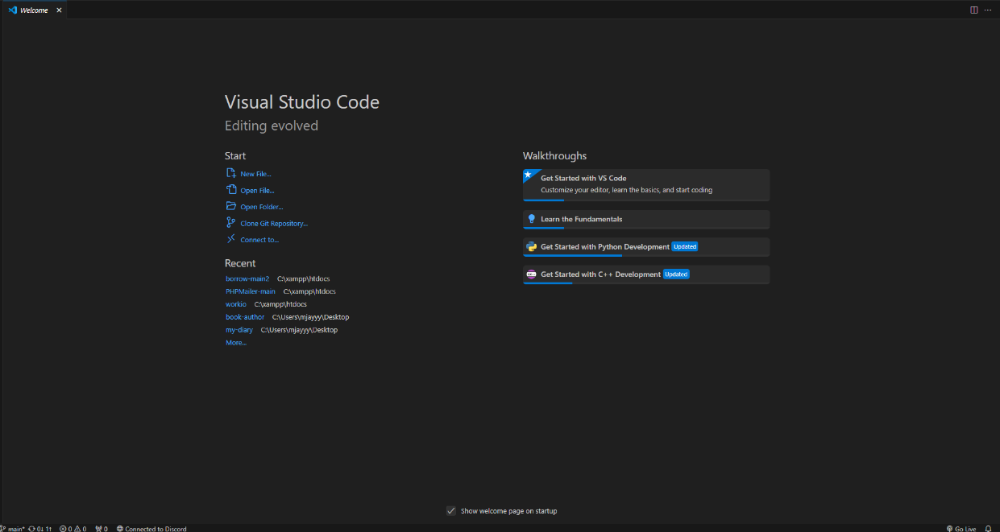 Welcome
Visual Studio Code
Editing evolved
Start
New File...
Open File...
Open Folder...
Clone Git Repository...
Connect to...
Recent
borrow-main2 C:\xampp\htdocs
PHPMailer-main C:\xampp\htdocs
workio C:\xampp\htdocs
book-author C:\Users\mjayyy\Desktop
my-diary C:\Users\mjayyy\Desktop
More...
Walkthroughs
Get Started with VS Code
Customize your editor, learn the basics, and start coding
Learn the Fundamentals
Get Started with Python Development Updated
Get Started with C++ Development Updated
Show welcome page on startup
main* 0↓ 1↑ 0 0 0 Connected to Discord Go Live